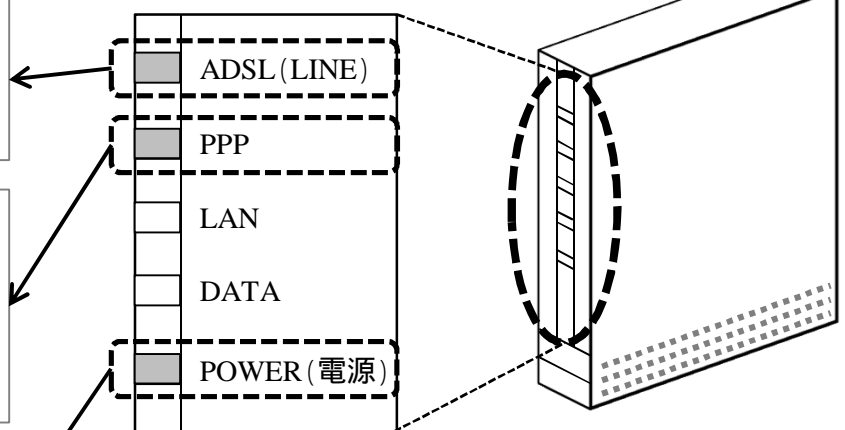 ADSL(LINE)
PPP
LAN
DATA
POWER(電源)